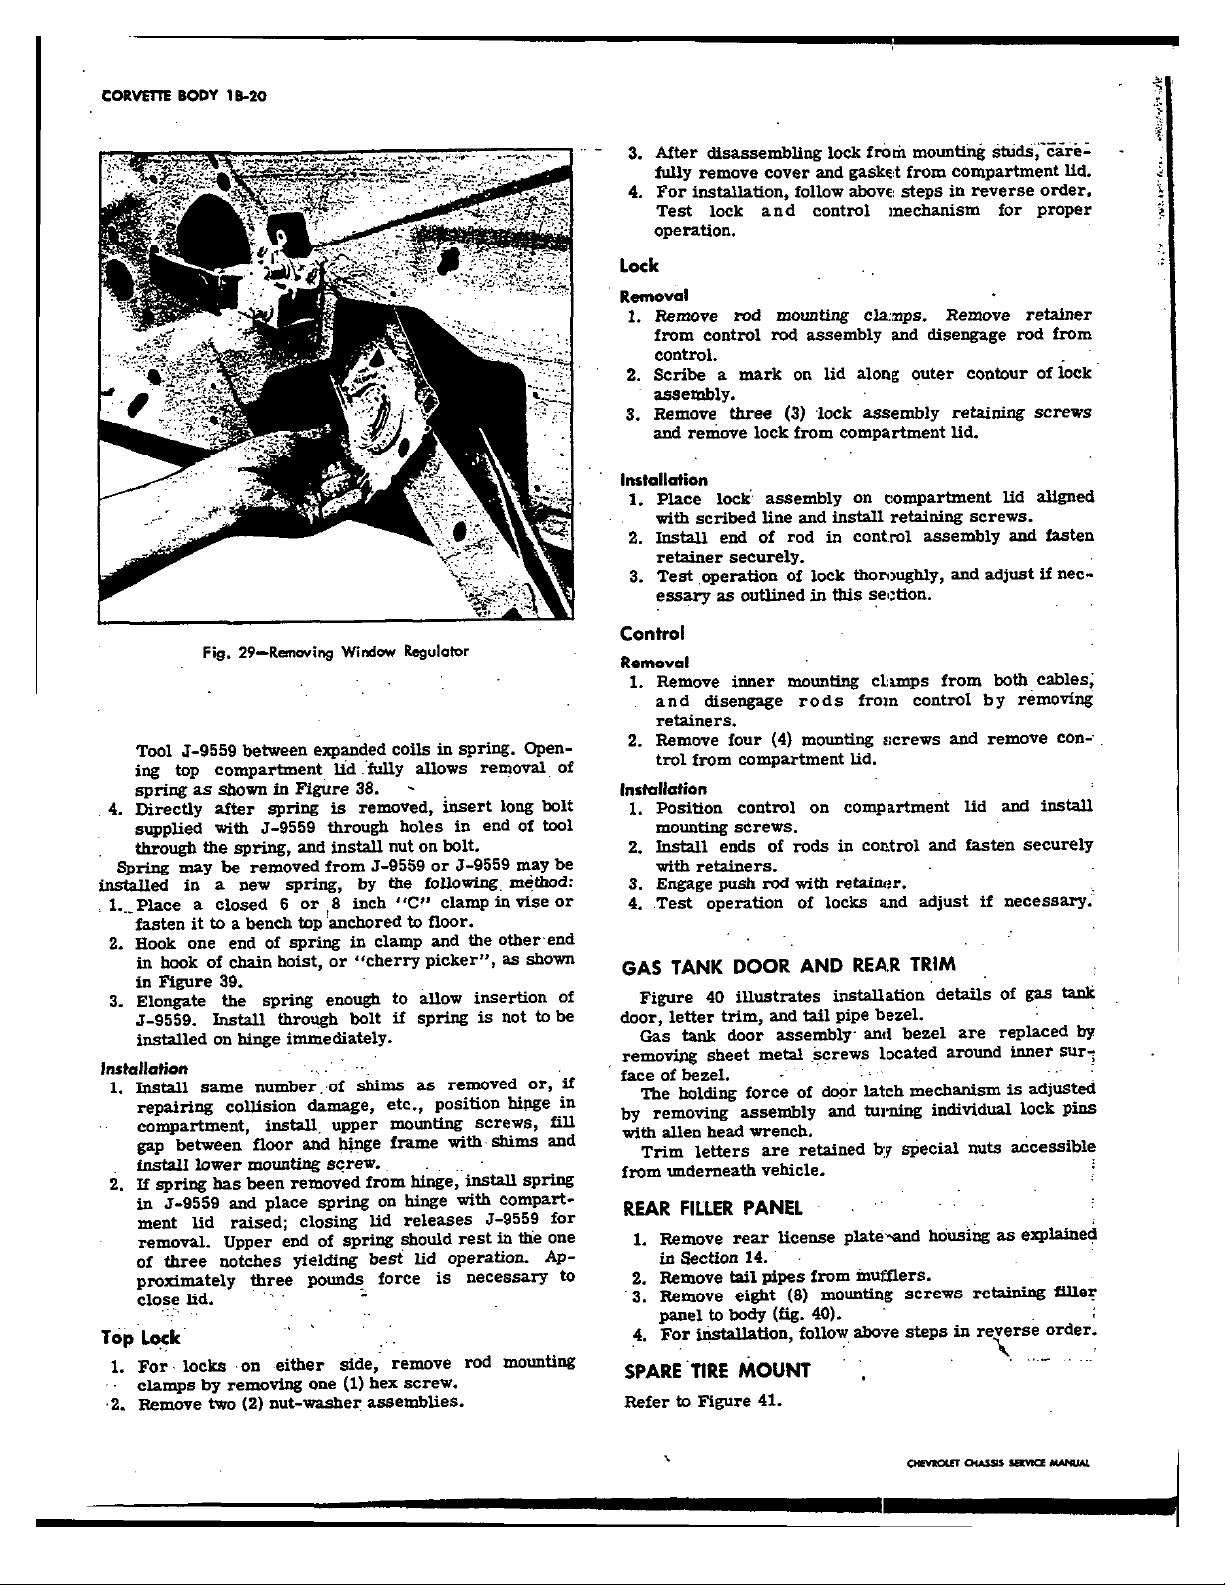 CORVETTE BODY 1B-20
Fig. 29—Removing Window Regulator
Tool J-9559 between expanded coils in spring. Open-
ing top compartment lid fully allows removal of
spring as shown in Figure 38.
4. Directly after spring is removed, insert long bolt
supplied with J-9559 through holes in end of tool
through the spring, and install nut on bolt.
Spring may be removed from J-9559 or J-9559 may be
installed in a new spring, by the following method:
1. Place a closed 6 or 8 inch "C" clamp in vise or
fasten it to a bench top anchored to floor.
2. Hook one end of spring in clamp and the other end
in hook of chain hoist, or "cherry picker", as shown
in Figure 39.
3. Elongate the spring enough to allow insertion of
J-9559. Install through bolt if spring is not to be
installed on hinge immediately.
Installation
1. Install same number of shims as removed or, if
repairing collision damage, etc., position hinge in
compartment, install upper mounting screws, fill
gap between floor and hinge frame with shims and
install lower mounting screw.
2. If spring has been removed from hinge, install spring
in J-9559 and place spring on hinge with compart-
ment lid raised; closing lid releases J-9559 for
removal. Upper end of spring should rest in the one
of three notches yielding best lid operation. Ap-
proximately three pounds force is necessary to
close lid.
Top Lock
1. For locks on either side, remove rod mounting
clamps by removing one (1) hex screw.
2. Remove two (2) nut-washer assemblies.
3. After disassembling lock from mounting studs, care-
fully remove cover and gasket from compartment lid.
4. For installation, follow above steps in reverse order.
Test lock and control mechanism for proper
operation.
Lock
Removal
1. Remove rod mounting clamps. Remove retainer
from control rod assembly and disengage rod from
control.
2. Scribe a mark on lid along outer contour of lock
assembly.
3. Remove three (3) lock assembly retaining screws
and remove lock from compartment lid.
Installation
1. Place lock assembly on compartment lid aligned
with scribed line and install retaining screws.
2. Install end of rod in control assembly and fasten
retainer securely.
3. Test operation of lock thoroughly, and adjust if nec-
essary as outlined in this section.
Control
Removal
1. Remove inner mounting clamps from both cables,
and disengage rods from control by removing
retainers.
2. Remove four (4) mounting screws and remove con-
trol from compartment lid.
Installation
1. Position control on compartment lid and install
mounting screws.
2. Install ends of rods in control and fasten securely
with retainers.
3. Engage push rod with retainer.
4. Test operation of locks and adjust if necessary.
GAS TANK DOOR AND REAR TRIM
Figure 40 illustrates installation details of gas tank
door, letter trim, and tail pipe bezel.
Gas tank door assembly and bezel are replaced by
removing sheet metal screws located around inner sur-
face of bezel.
The holding force of door latch mechanism is adjusted
by removing assembly and turning individual lock pins
with allen head wrench.
Trim letters are retained by special nuts accessible
from underneath vehicle.
REAR FILLER PANEL
1. Remove rear license plate and housing as explained
in Section 14.
2. Remove tail pipes from mufflers.
3. Remove eight (8) mounting screws retaining filler
panel to body (fig. 40).
4. For installation, follow above steps in reverse order.
SPARE TIRE MOUNT
Refer to Figure 41.
CHEVROLET CHASSIS SERVICE MANUAL